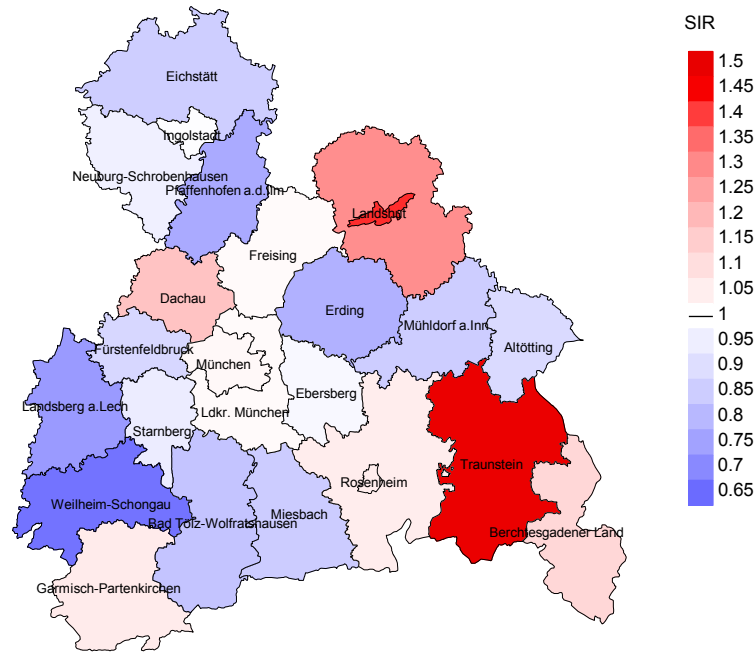 SIR
1.5
1.45
1.4
1.35
1.3
1.25
1.2
1.15
1.1
1.05
1
0.95
0.9
0.85
0.8
0.75
0.7
0.65
Eichstätt
Ingolstadt
Neuburg-Schrobenhausen
Pfaffenhofen a.d.Ilm
Landshut
Freising
Dachau
Erding
Mühldorf a.Inn
Altötting
Fürstenfeldbruck
München
Ebersberg
Landsberg a.Lech
Ldkr. München
Starnberg
Traunstein
Rosenheim
Weilheim-Schongau
Miesbach
Bad Tölz-Wolfratshausen
Berchtesgadener Land
Garmisch-Partenkirchen